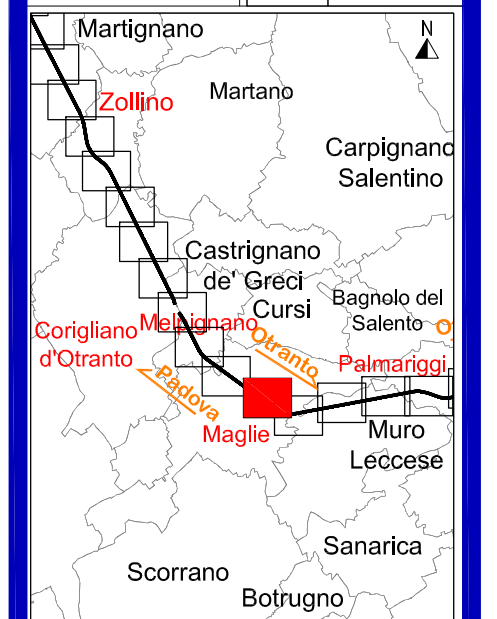 Martignano
N
Zollino
Martano
Carpignano
Salentino
Castrignano
de' Greci
Cursi
Bagnolo del
Salento
Melpignano
Corigliano
d'Otranto
Otranto
Palmariggi
Padova
Maglie
Muro
Leccese
Sanarica
Scorrano
Botrugno